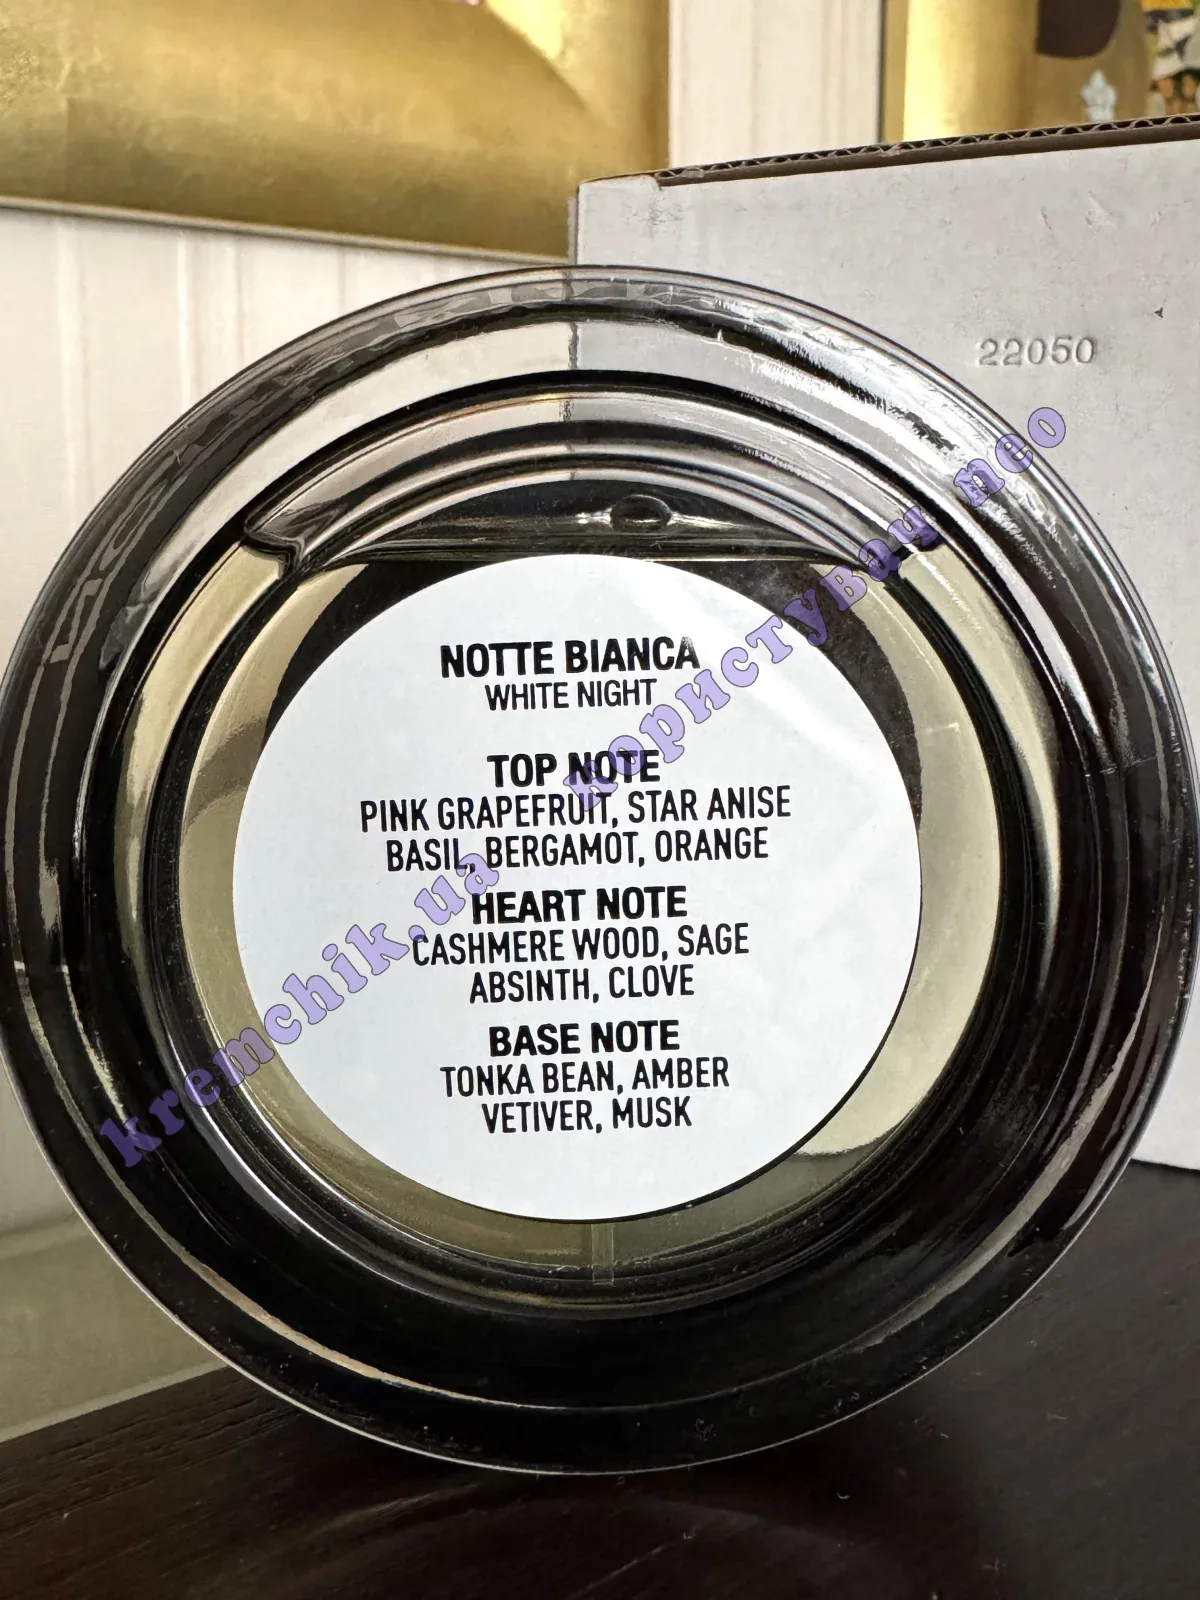 22050
NOTTE BIANCA
WHITE NIGHT
TOP NOTE
PINK GRAPEFRUIT, STAR ANISE
BASIL, BERGAMOT, ORANGE
HEART NOTE
CASHMERE WOOD, SAGE
ABSINTH, CLOVE
BASE NOTE
TONKA BEAN, AMBER
VETIVER, MUSK
kremchik.ua користувач neo